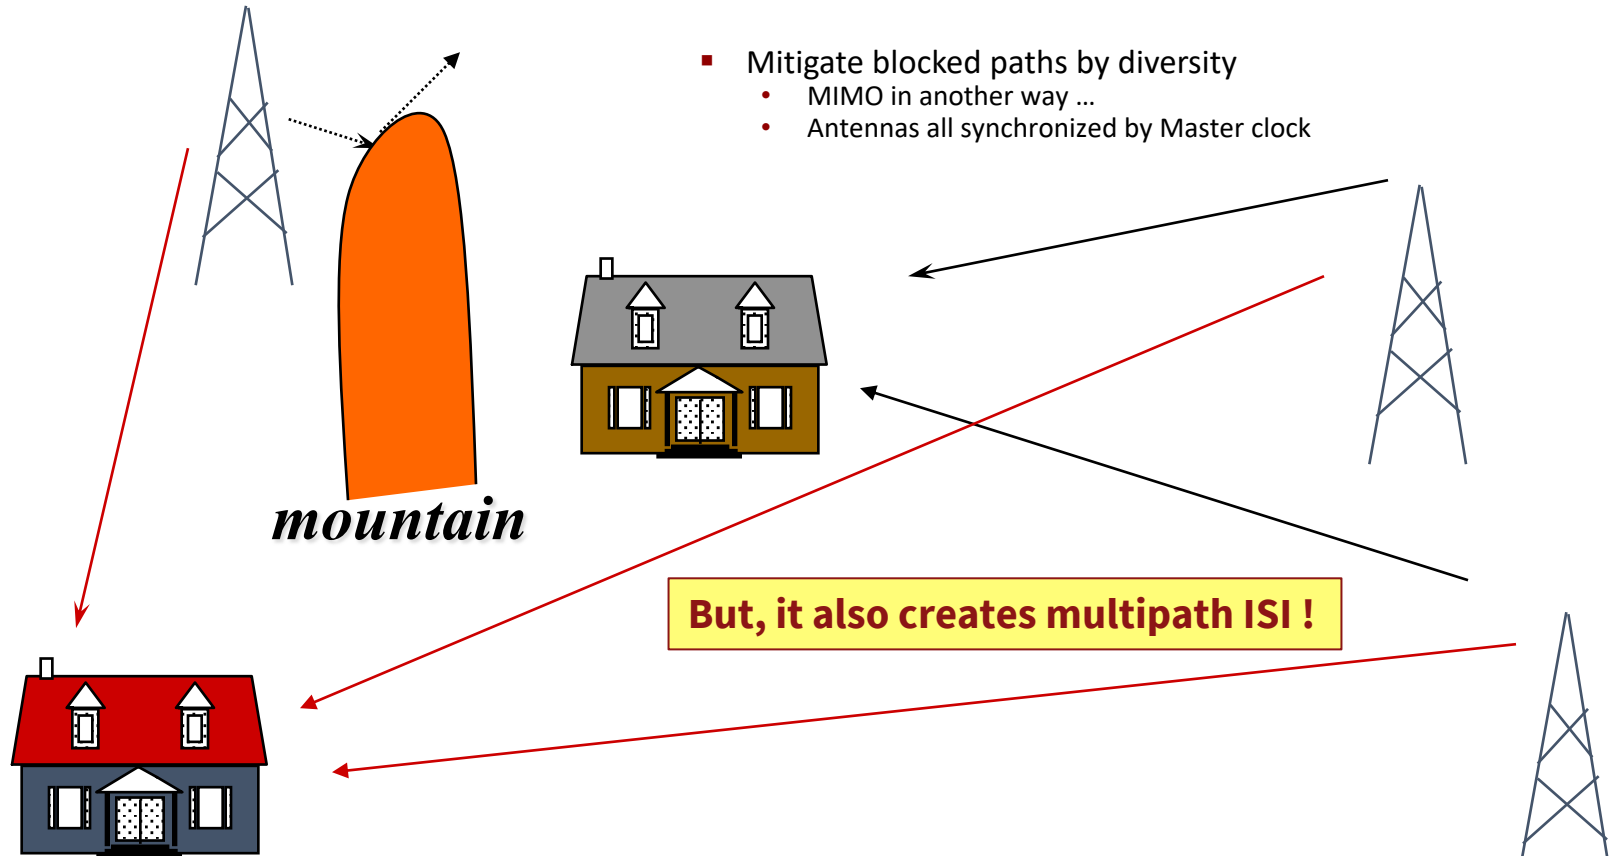 Mitigate blocked paths by diversity
MIMO in another way …
Antennas all synchronized by Master clock
mountain
But, it also creates multipath ISI !